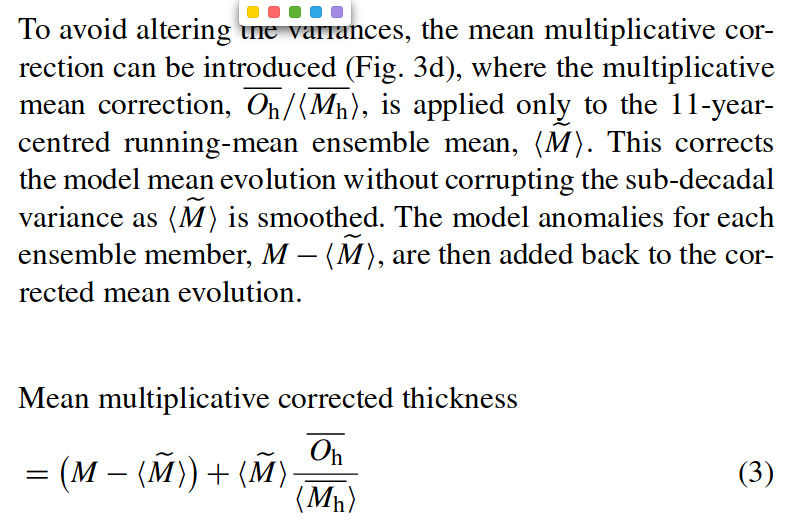 To avoid altering the variances, the mean multiplicative cor-
rection can be introduced (Fig. 3d), where the multiplicative
mean correction, $\overline{O_{\mathrm{h}}}/\langle\overline{M_{\mathrm{h}}}\rangle$, is applied only to the 11-year-
centred running-mean ensemble mean, $\langle\widetilde{M}\rangle$. This corrects
the model mean evolution without corrupting the sub-decadal
variance as $\langle\widetilde{M}\rangle$ is smoothed. The model anomalies for each
ensemble member, $M - \langle\widetilde{M}\rangle$, are then added back to the cor-
rected mean evolution.
Mean multiplicative corrected thickness
$= \left(M - \langle\widetilde{M}\rangle\right) + \langle\widetilde{M}\rangle \frac{\overline{O_{\mathrm{h}}}}{\langle\overline{M_{\mathrm{h}}}\rangle}$ (3)